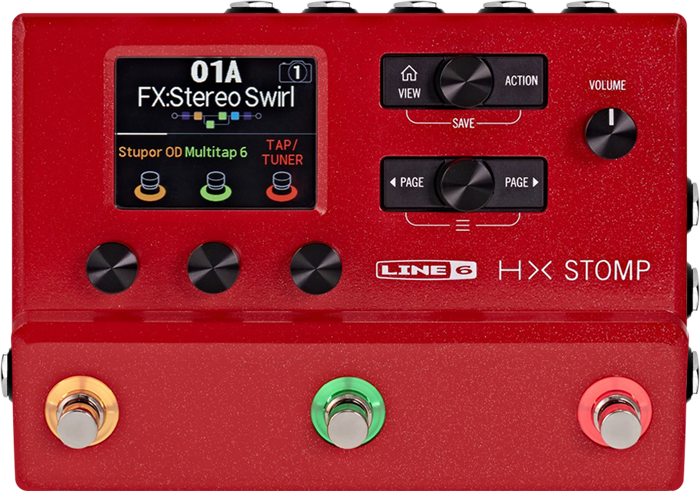 01A
1
FX:Stereo Swirl
Stupor OD Multitap 6 TAP/
TUNER
VIEW
ACTION
SAVE
VOLUME
PAGE
PAGE
LINE 6
HX STOMP